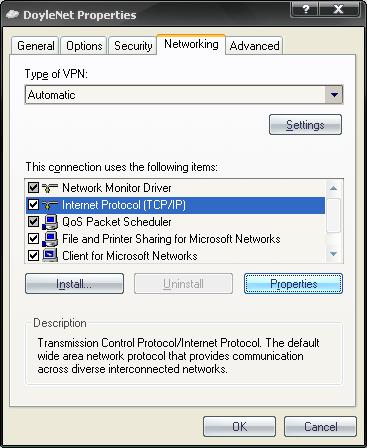 DoyleNet Properties
General
Options
Security
Networking
Advanced
Type of VPN:
Automatic
Settings
This connection uses the following items:
Network Monitor Driver
Internet Protocol (TCP/IP)
QoS Packet Scheduler
File and Printer Sharing for Microsoft Networks
Client for Microsoft Networks
Install...
Uninstall
Properties
Description
Transmission Control Protocol/Internet Protocol. The default
wide area network protocol that provides communication
across diverse interconnected networks.
OK
Cancel